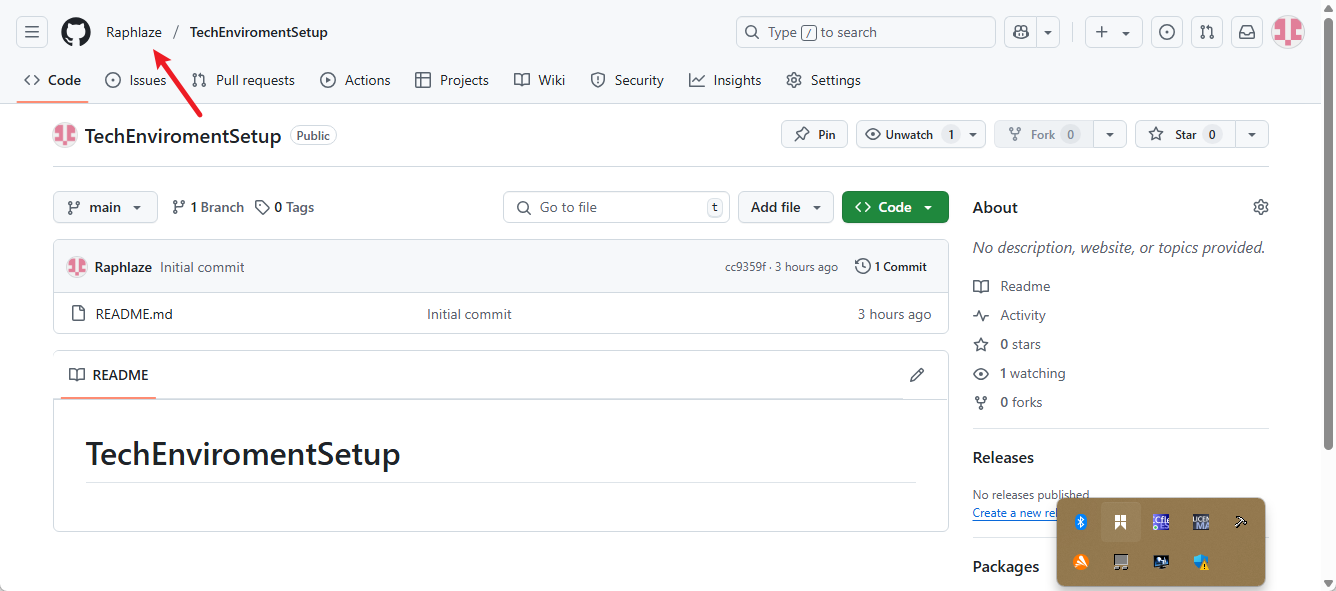 Raphlaze / TechEnviromentSetup
Type / to search
Code
Issues
Pull requests
Actions
Projects
Wiki
Security
Insights
Settings
TechEnviromentSetup Public
Pin
Unwatch 1
Fork 0
Star 0
main
1 Branch
0 Tags
Go to file t
Add file
Code
Raphlaze Initial commit
cc9359f · 3 hours ago
1 Commit
README.md Initial commit 3 hours ago
README
TechEnviromentSetup
About
No description, website, or topics provided.
Readme
Activity
0 stars
1 watching
0 forks
Releases
No releases published
Create a new
Packages